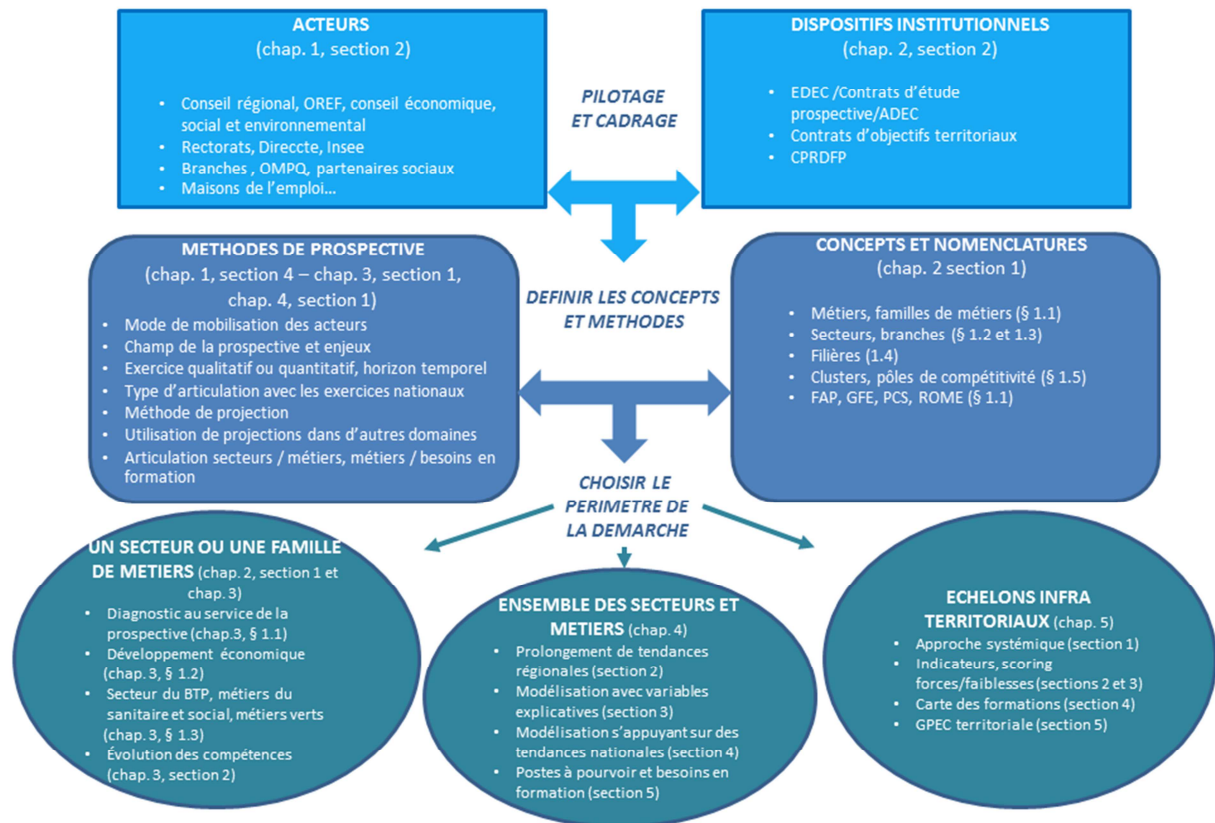 ACTEURS
(chap. 1, section 2)
• Conseil régional, OREF, conseil économique,
social et environnemental
• Rectorats, Direccte, Insee
• Branches , OMPQ, partenaires sociaux
• Maisons de l'emploi…
PILOTAGE
ET CADRAGE
DISPOSITIFS INSTITUTIONNELS
(chap. 2, section 2)
• EDEC /Contrats d'étude
prospective/ADEC
• Contrats d'objectifs territoriaux
• CPRDFP
METHODES DE PROSPECTIVE
(chap. 1, section 4 – chap. 3, section 1,
chap. 4, section 1)
• Mode de mobilisation des acteurs
• Champ de la prospective et enjeux
• Exercice qualitatif ou quantitatif, horizon temporel
• Type d'articulation avec les exercices nationaux
• Méthode de projection
• Utilisation de projections dans d'autres domaines
• Articulation secteurs / métiers, métiers / besoins en
formation
DEFINIR LES CONCEPTS
ET METHODES
CONCEPTS ET NOMENCLATURES
(chap. 2 section 1)
• Métiers, familles de métiers (§ 1.1)
• Secteurs, branches (§ 1.2 et 1.3)
• Filières (1.4)
• Clusters, pôles de compétitivité (§ 1.5)
• FAP, GFE, PCS, ROME (§ 1.1)
CHOISIR LE
PERIMETRE DE
LA DEMARCHE
UN SECTEUR OU UNE FAMILLE
DE METIERS (chap. 2, section 1 et
chap. 3)
• Diagnostic au service de la
prospective (chap.3, § 1.1)
• Développement économique
(chap. 3, § 1.2)
• Secteur du BTP, métiers du
sanitaire et social, métiers verts
(chap. 3, § 1.3)
• Évolution des compétences
(chap. 3, section 2)
ENSEMBLE DES SECTEURS ET
METIERS (chap. 4)
• Prolongement de tendances
régionales (section 2)
• Modélisation avec variables
explicatives (section 3)
• Modélisation s'appuyant sur des
tendances nationales (section 4)
• Postes à pourvoir et besoins en
formation (section 5)
ECHELONS INFRA
TERRITORIAUX (chap. 5)
• Approche systémique (section 1)
• Indicateurs, scoring
forces/faiblesses (sections 2 et 3)
• Carte des formations (section 4)
• GPEC territoriale (section 5)